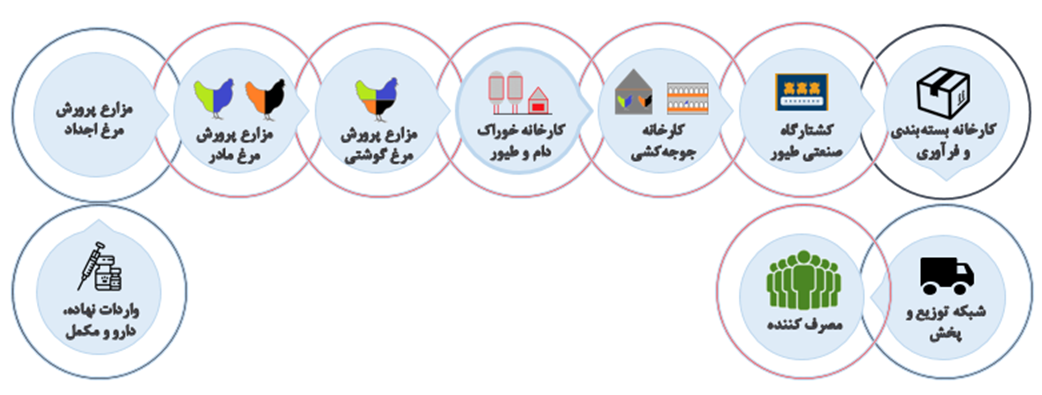 مزارع پرورش
مرغ مادر
مزارع پرورش
مرغ گوشتی
کارخانه خوراک
دام و طیور
کارخانه
جوجه‌کشی
کشتارگاه
صنعتی طیور
کارخانه بسته‌بندی
و فرآوری
مزارع پرورش
مرغ اجداد
واردات نهاده،
دارو و مکمل
مصرف کننده
شبکه توزیع و
پخش